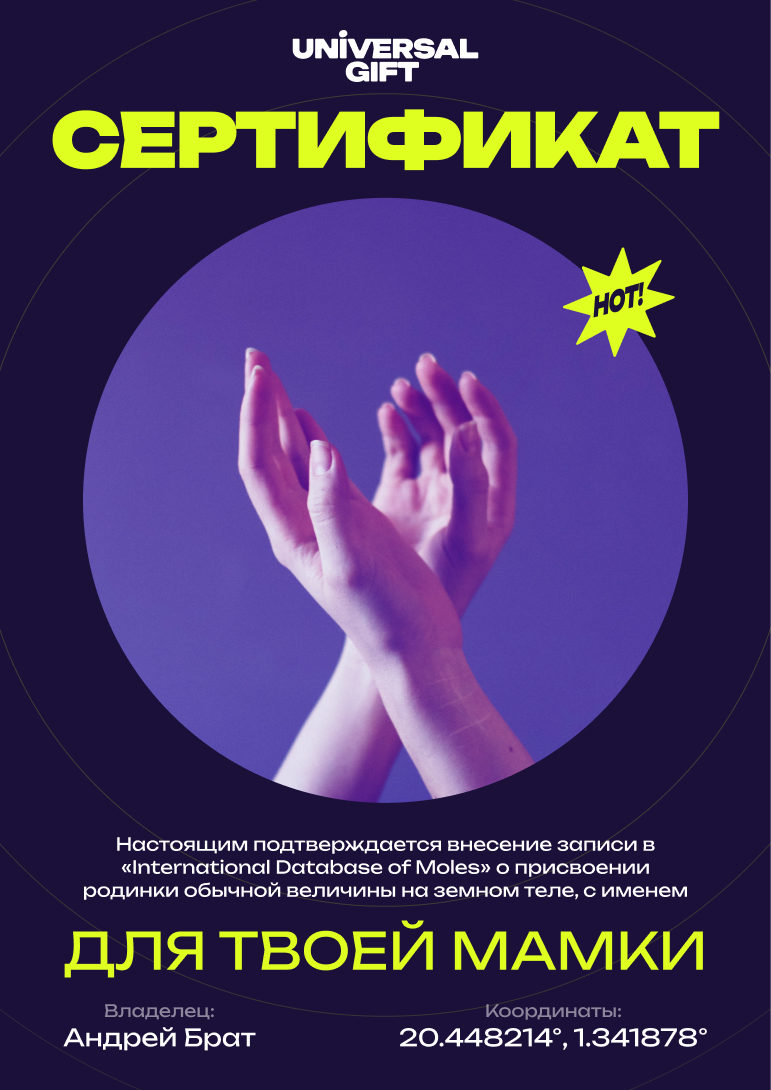 UNIVERSAL
GIFT
СЕРТИФИКАТ
HOT!
Настоящим подтверждается внесение записи в
«International Database of Moles» о присвоении
родинки обычной величины на земном теле, с именем
ДЛЯ ТВОЕЙ МАМКИ
Владелец:
Андрей Брат
Координаты:
20.448214°, 1.341878°